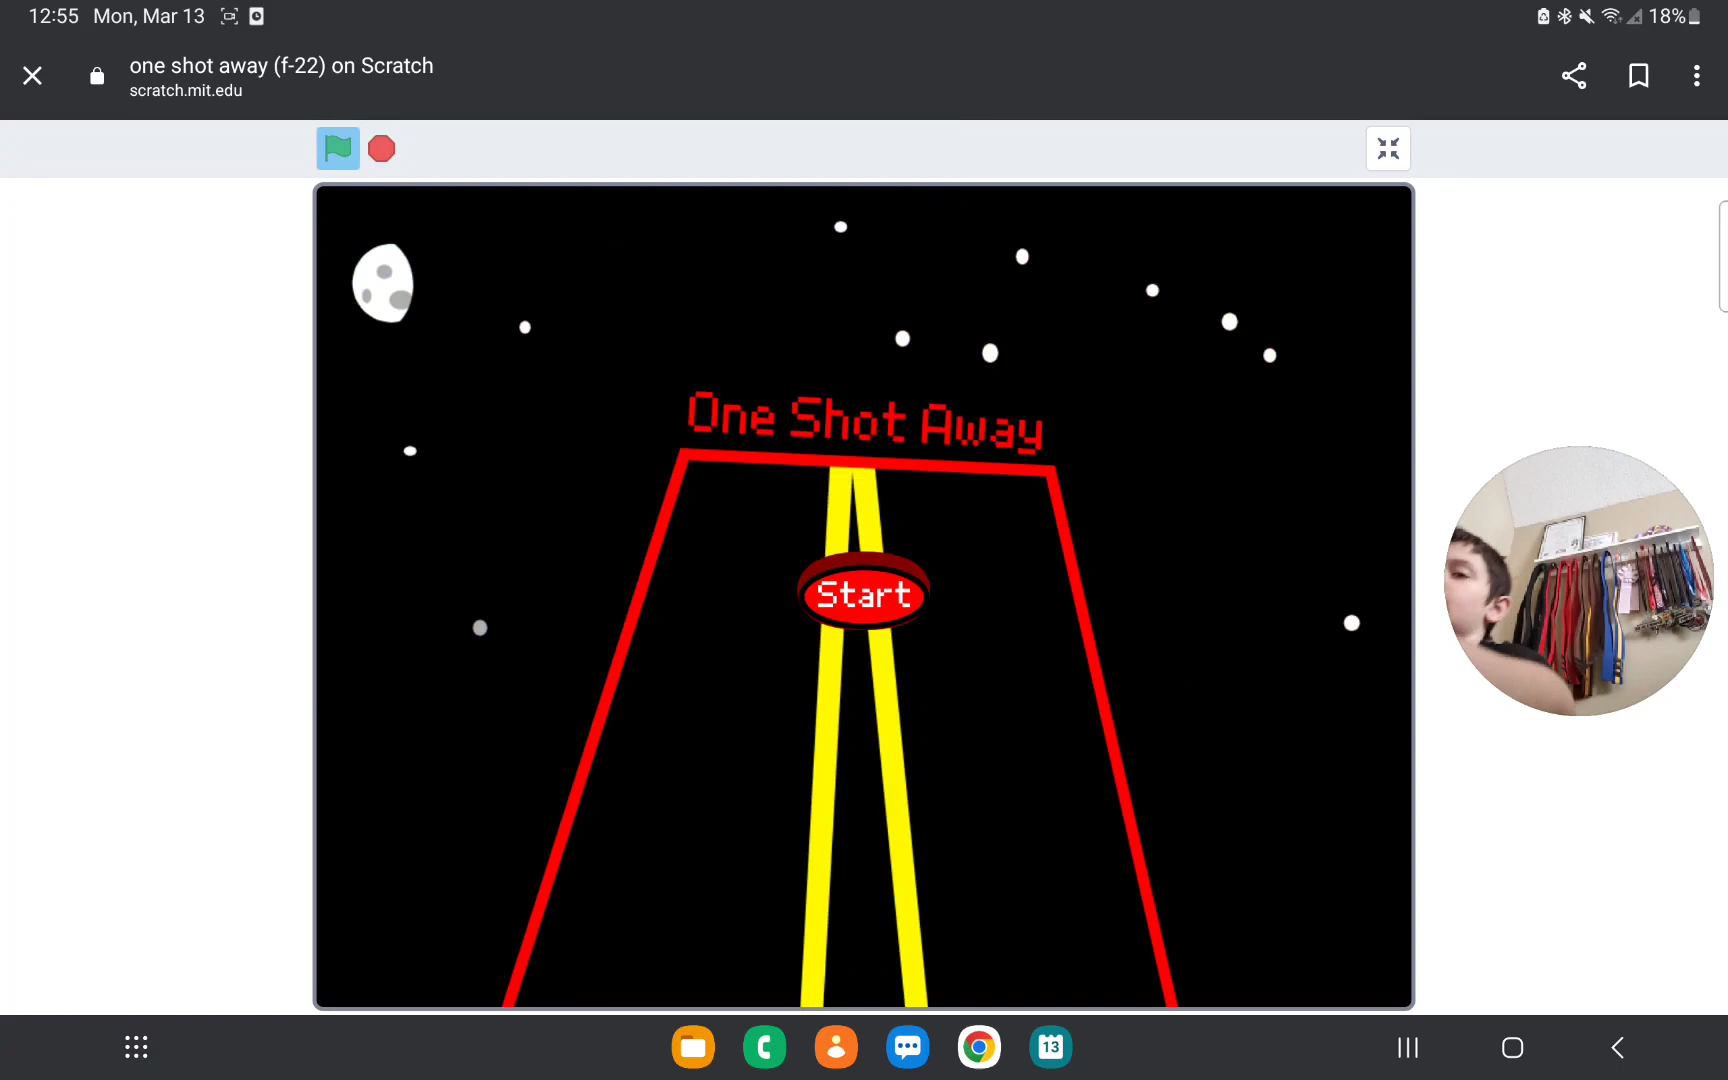 12:55 Mon, Mar 13
18%
one shot away (f-22) on Scratch
scratch.mit.edu
One Shot Away
Start
13